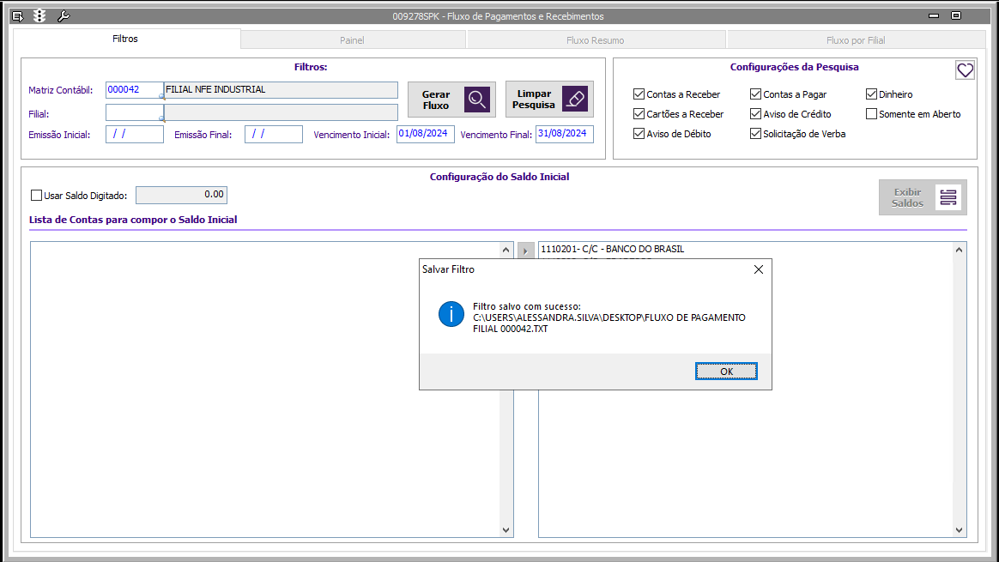 009278SPK - Fluxo de Pagamentos e Recebimentos
Filtros
Painel
Fluxo Resumo
Fluxo por Filial
Filtros:
Matriz Contábil:
000042
FILIAL NFE INDUSTRIAL
Filial:
Emissão Inicial:
/ /
Emissão Final:
/ /
Vencimento Inicial:
01/08/2024
Vencimento Final:
31/08/2024
Gerar
Fluxo
Limpar
Pesquisa
Configurações da Pesquisa
Contas a Receber
Contas a Pagar
Dinheiro
Cartões a Receber
Aviso de Crédito
Somente em Aberto
Aviso de Débito
Solicitação de Verba
Configuração do Saldo Inicial
Usar Saldo Digitado:
0.00
Exibir
Saldos
Lista de Contas para compor o Saldo Inicial
1110201- C/C - BANCO DO BRASIL
Salvar Filtro
Filtro salvo com sucesso:
C:\USERS\ALESSANDRA.SILVA\DESKTOP\FLUXO DE PAGAMENTO
FILIAL 000042.TXT
OK